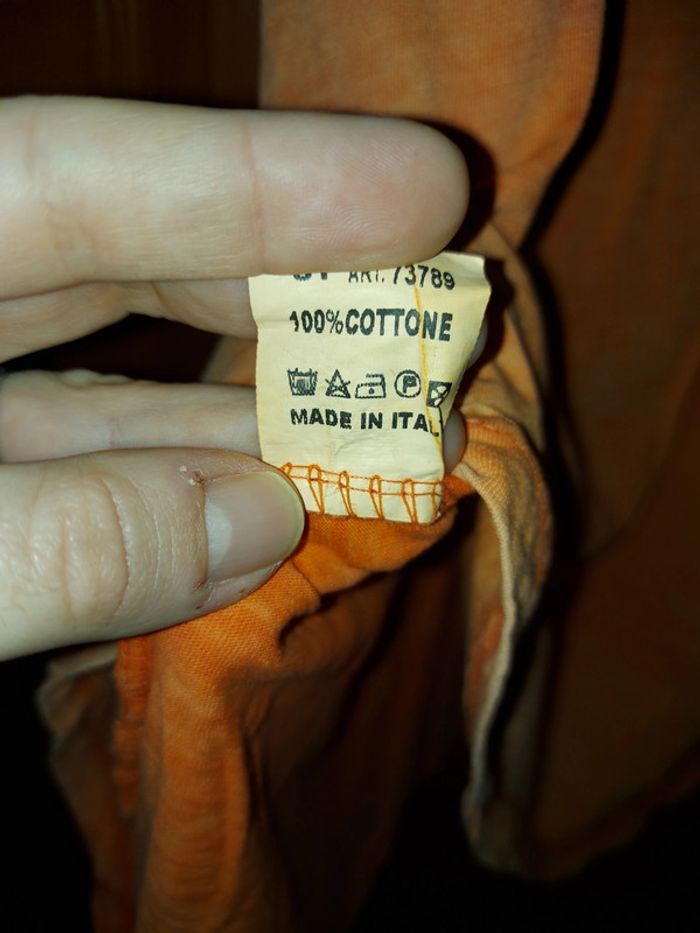 ART. 73789
100%COTTONE
P
MADE IN ITAL